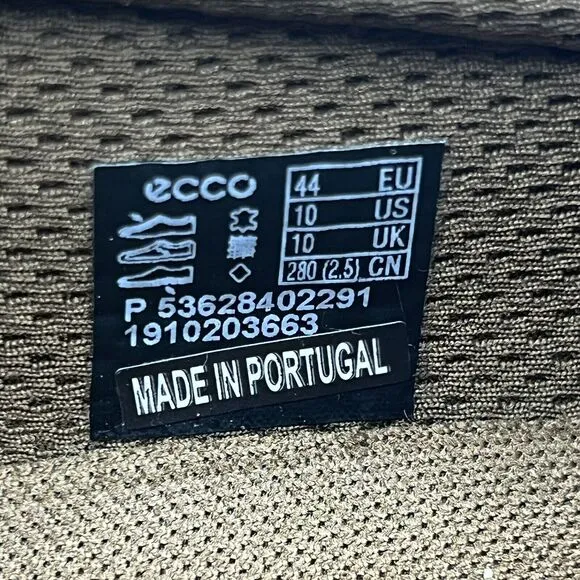 ecco
44 EU
10 US
10 UK
280 (2.5) CN
P 53628402291
1910203663
MADE IN PORTUGAL